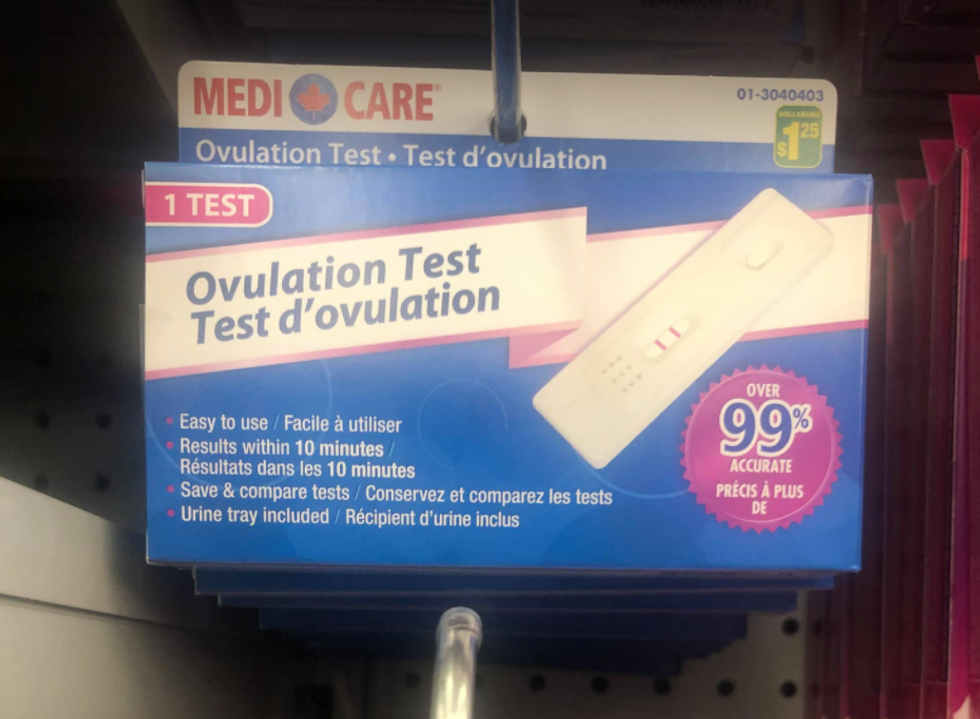 MEDI CARE®
01-3040403
DOLLARAMA
$1 25
Ovulation Test • Test d'ovulation
1 TEST
Ovulation Test
Test d'ovulation
• Easy to use / Facile à utiliser
• Results within 10 minutes /
Résultats dans les 10 minutes
• Save & compare tests / Conservez et comparez les tests
• Urine tray included / Récipient d'urine inclus
OVER
99%
ACCURATE
PRÉCIS À PLUS
DE